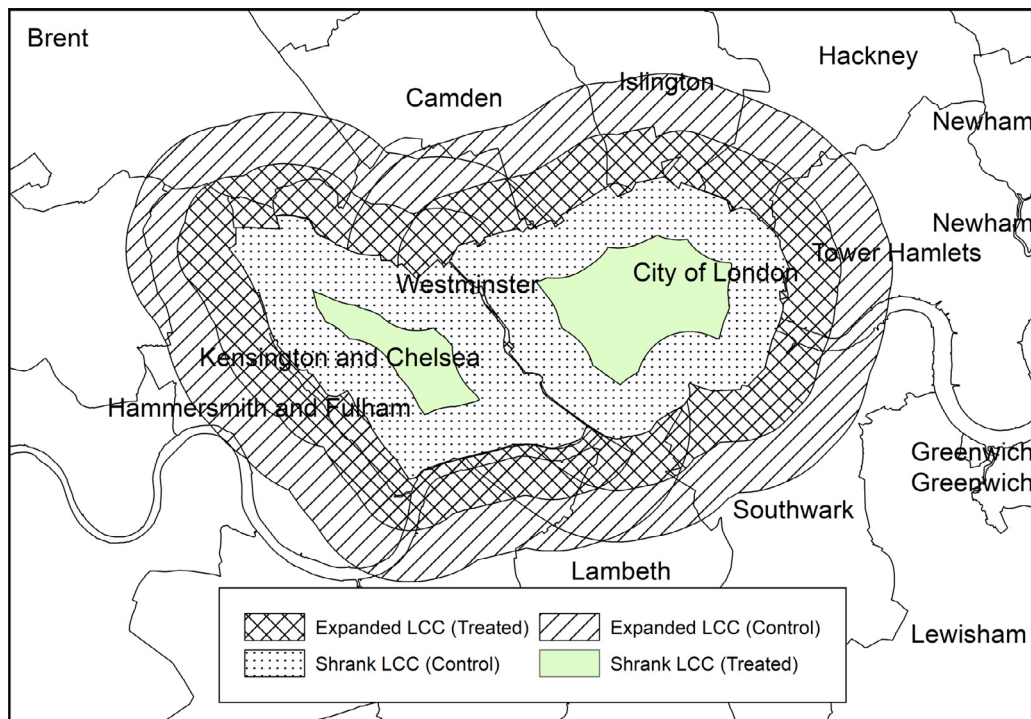 Brent
Hackney
Islington
Camden
Newham
Newham
Tower Hamlets
City of London
Westminster
Kensington and Chelsea
Hammersmith and Fulham
Greenwich
Greenwich
Southwark
Lambeth
Lewisham
Expanded LCC (Treated)
Expanded LCC (Control)
Shrank LCC (Control)
Shrank LCC (Treated)